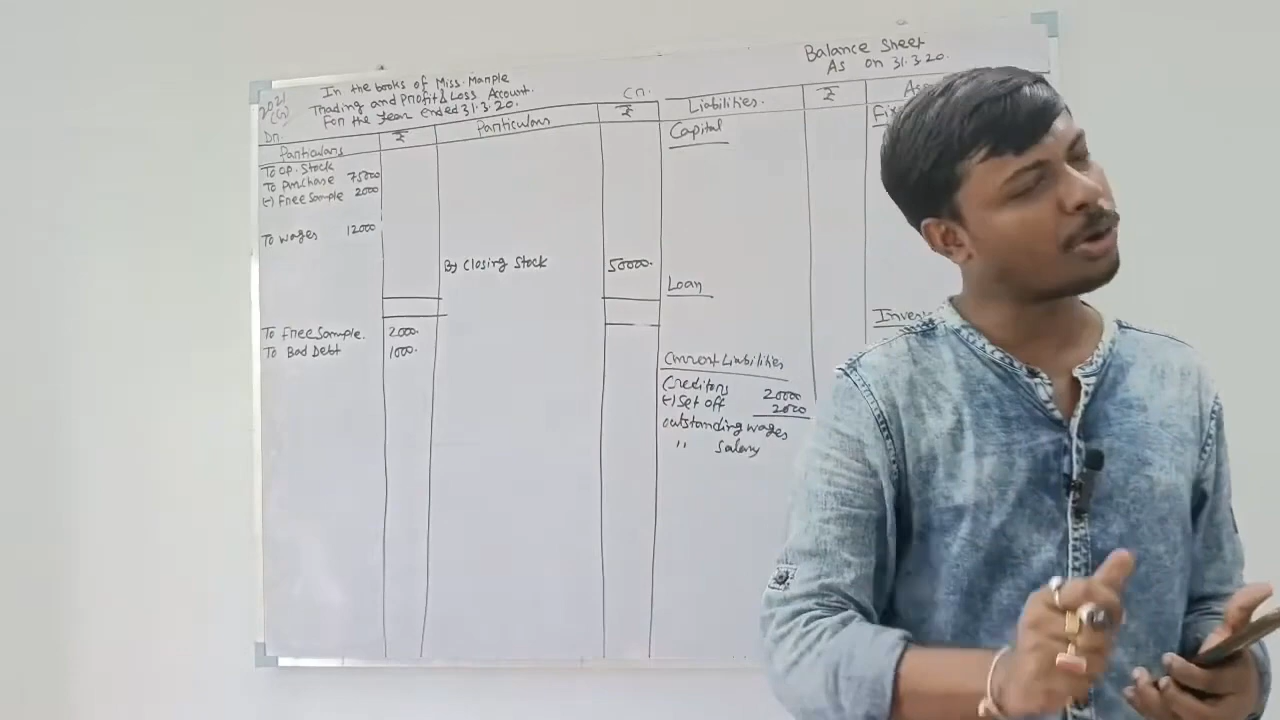 2021
(G)
In the books of Miss. Manple
Trading and Profit & Loss Account.
For the year Ended 31.3.20.
Dr.
Cr.
Particulars
₹
Particulars
₹
To Op. Stock
To Purchase 75000
(-) Free Sample 2000
To wages 12000
By Closing Stock 50000.
To Free Sample. 2000.
To Bad Debt 1000.
Balance Sheet
As on 31.3.20.
Liabilities.
₹
Capital
Loan
Current Liabilities
Creditors 20000
(-) Set off 2000
outstanding wages
,, Salary